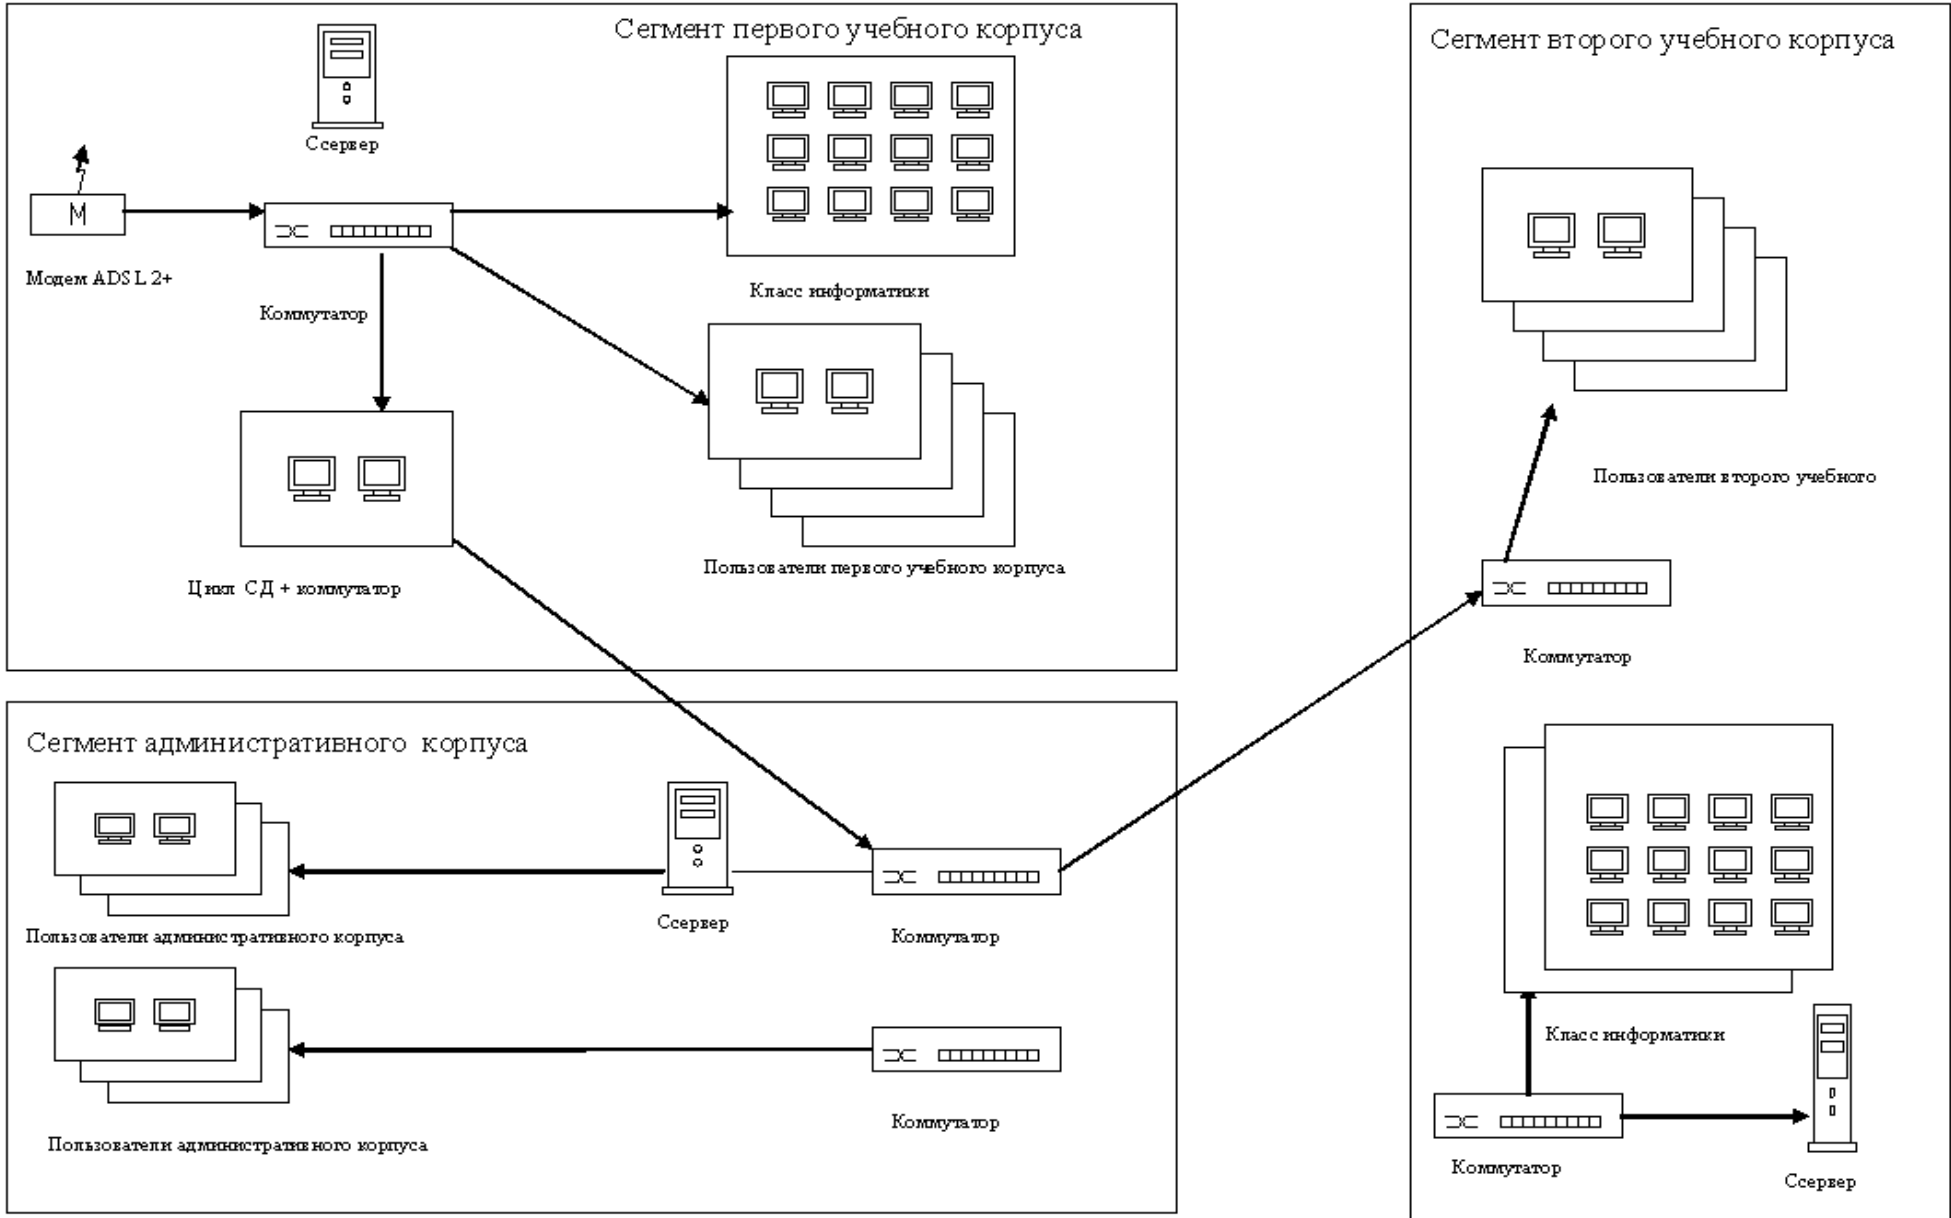 Сегмент первого учебного корпуса
Ссервер
М
Модем ADSL 2+
Коммутатор
Класс информатики
Пользователи первого учебного корпуса
Цикл СД + коммутатор
Сегмент административного корпуса
Пользователи административного корпуса
Ссервер
Коммутатор
Пользователи административного корпуса
Коммутатор
Сегмент второго учебного корпуса
Пользователи второго учебного
Коммутатор
Класс информатики
Коммутатор
Ссервер